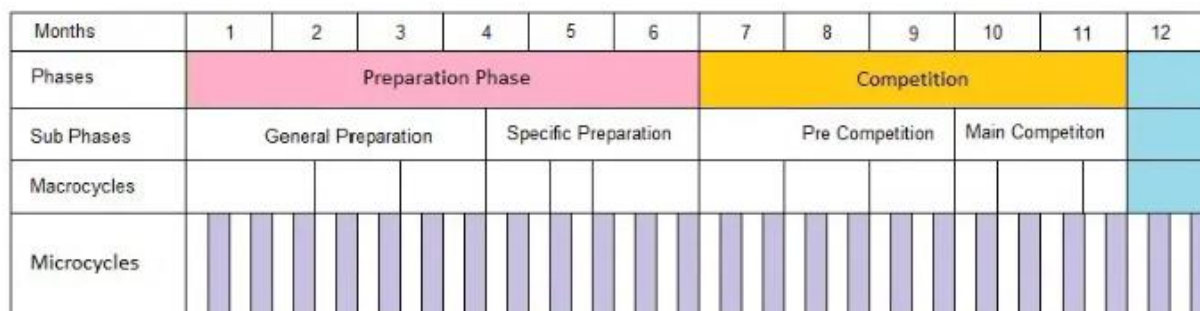 Months 1 2 3 4 5 6 7 8 9 10 11 12
Phases Preparation Phase Competition
Sub Phases General Preparation Specific Preparation Pre Competition Main Competiton
Macrocycles
Microcycles